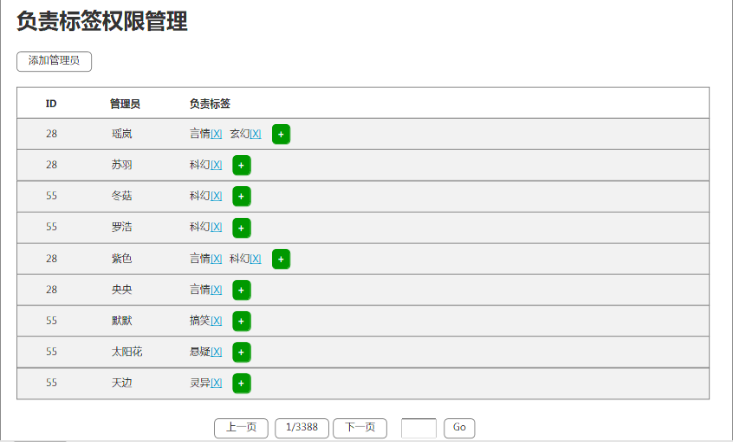 负责标签权限管理
添加管理员
ID 管理员 负责标签
28 瑶岚 言情[X] 玄幻[X] +
28 苏羽 科幻[X] +
55 冬菇 科幻[X] +
55 罗浩 科幻[X] +
28 紫色 言情[X] 科幻[X] +
28 央央 言情[X] +
55 默默 搞笑[X] +
55 太阳花 悬疑[X] +
55 天边 灵异[X] +
上一页 1/3388 下一页 Go